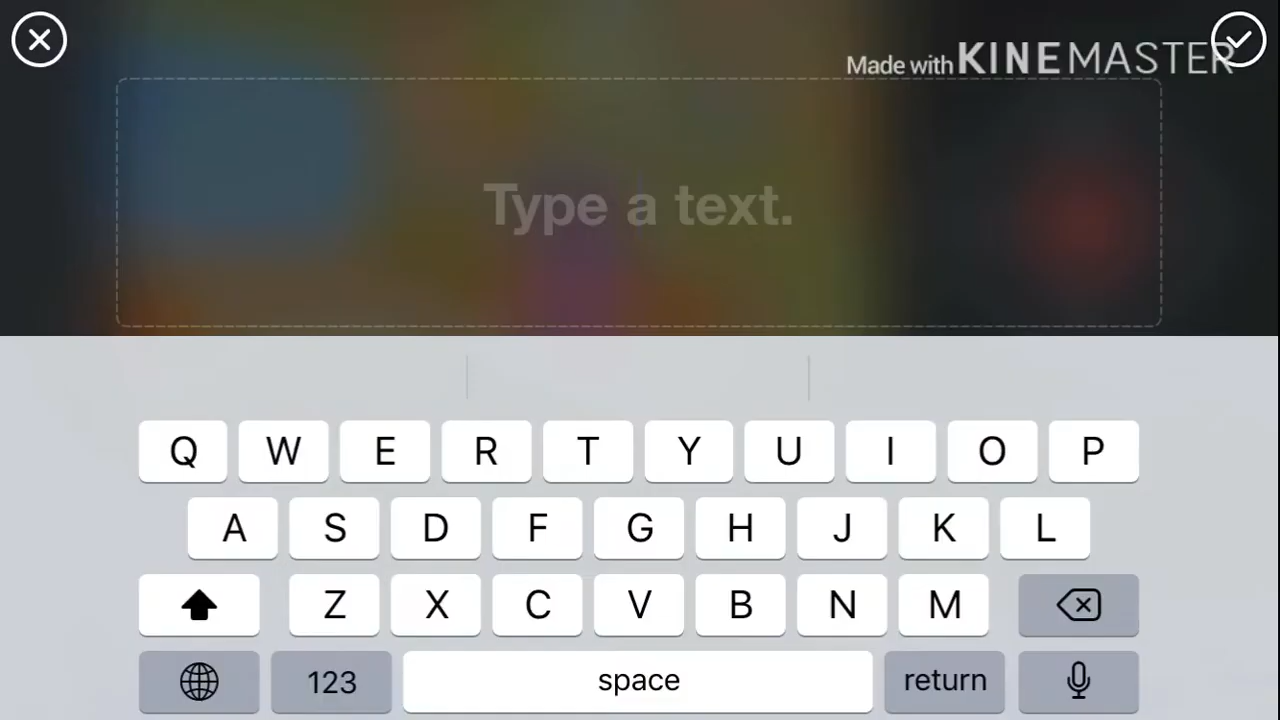 Made with KINEMASTER
Type a text.
Q W E R T Y U I O P
A S D F G H J K L
Z X C V B N M
123 space return